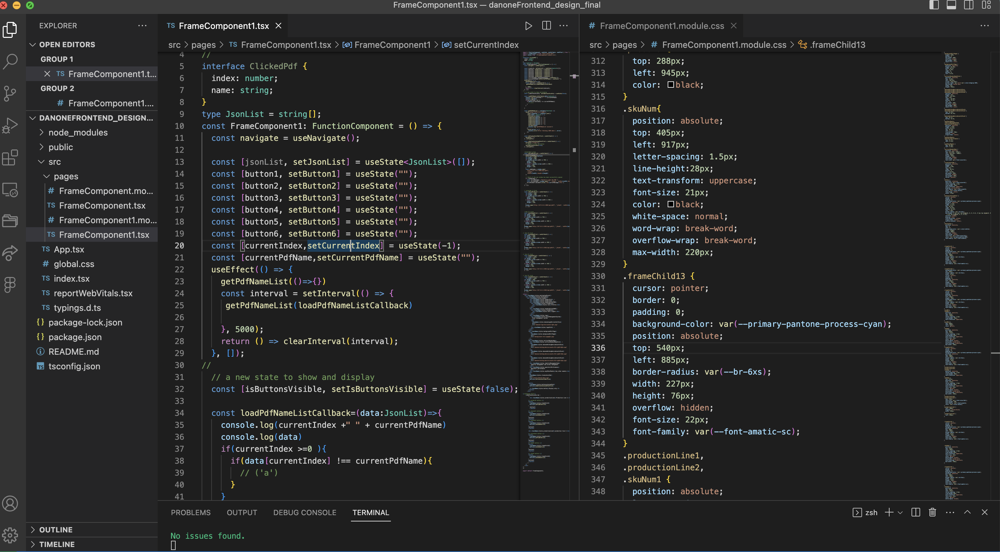 FrameComponent1.tsx — danoneFrontend_design_final
EXPLORER
OPEN EDITORS
GROUP 1
TS FrameComponent1.t...
GROUP 2
# FrameComponent1....
DANONEFRONTEND_DESIGN...
node_modules
public
src
pages
# FrameComponent.mo...
TS FrameComponent.tsx
# FrameComponent1.mo...
TS FrameComponent1.tsx
TS App.tsx
# global.css
TS index.tsx
TS reportWebVitals.tsx
TS typings.d.ts
{} package-lock.json
{} package.json
README.md
TS tsconfig.json
OUTLINE
TIMELINE
TS FrameComponent1.tsx
src > pages > TS FrameComponent1.tsx > FrameComponent1 > setCurrentIndex
4 //
5 interface ClickedPdf {
6 index: number;
7 name: string;
8 }
9 type JsonList = string[];
10 const FrameComponent1: FunctionComponent = () => {
11 const navigate = useNavigate();
12
13 const [jsonList, setJsonList] = useState<JsonList>([]);
14 const [button1, setButton1] = useState("");
15 const [button2, setButton2] = useState("");
16 const [button3, setButton3] = useState("");
17 const [button4, setButton4] = useState("");
18 const [button5, setButton5] = useState("");
19 const [button6, setButton6] = useState("");
20 const [currentIndex,setCurrentIndex] = useState(-1);
21 const [currentPdfName,setCurrentPdfName] = useState("");
22 useEffect(() => {
23 getPdfNameList(()=>{})
24 const interval = setInterval(() => {
25 getPdfNameList(loadPdfNameListCallback)
26
27 }, 5000);
28 return () => clearInterval(interval);
29 }, []);
30 //
31 // a new state to show and display
32 const [isButtonsVisible, setIsButtonsVisible] = useState(false);
33
34 const loadPdfNameListCallback=(data:JsonList)=>{
35 console.log(currentIndex +" " + currentPdfName)
36 console.log(data)
37 if(currentIndex >=0 ){
38 if(data[currentIndex] !== currentPdfName){
39 // ('a')
40 }
41 }
# FrameComponent1.module.css
src > pages > # FrameComponent1.module.css > .frameChild13
312 top: 288px;
313 left: 945px;
314 color: black;
315 }
316 .skuNum{
317 position: absolute;
318 top: 405px;
319 left: 917px;
320 letter-spacing: 1.5px;
321 line-height:28px;
322 text-transform: uppercase;
323 font-size: 21px;
324 color: black;
325 white-space: normal;
326 word-wrap: break-word;
327 overflow-wrap: break-word;
328 max-width: 220px;
329 }
330 .frameChild13 {
331 cursor: pointer;
332 border: 0;
333 padding: 0;
334 background-color: var(--primary-pantone-process-cyan);
335 position: absolute;
336 top: 540px;
337 left: 885px;
338 border-radius: var(--br-6xs);
339 width: 227px;
340 height: 76px;
341 overflow: hidden;
342 font-size: 22px;
343 font-family: var(--font-amatic-sc);
344 }
345 .productionLine1,
346 .productionLine2,
347 .skuNum1 {
348 position: absolute;
PROBLEMS OUTPUT DEBUG CONSOLE TERMINAL
zsh
No issues found.